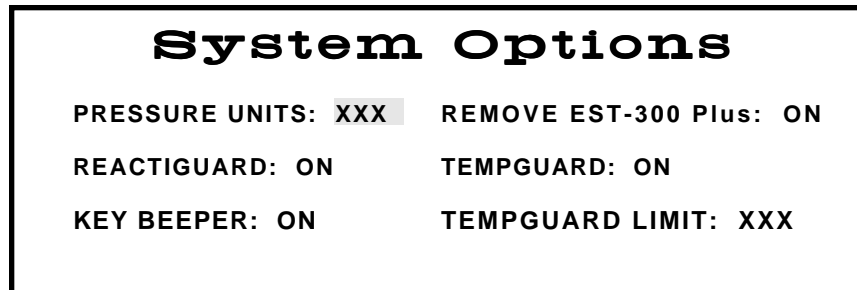 System Options
PRESSURE UNITS: XXX REMOVE EST-300 Plus: ON
REACTIGUARD: ON TEMPGUARD: ON
KEY BEEPER: ON TEMPGUARD LIMIT: XXX